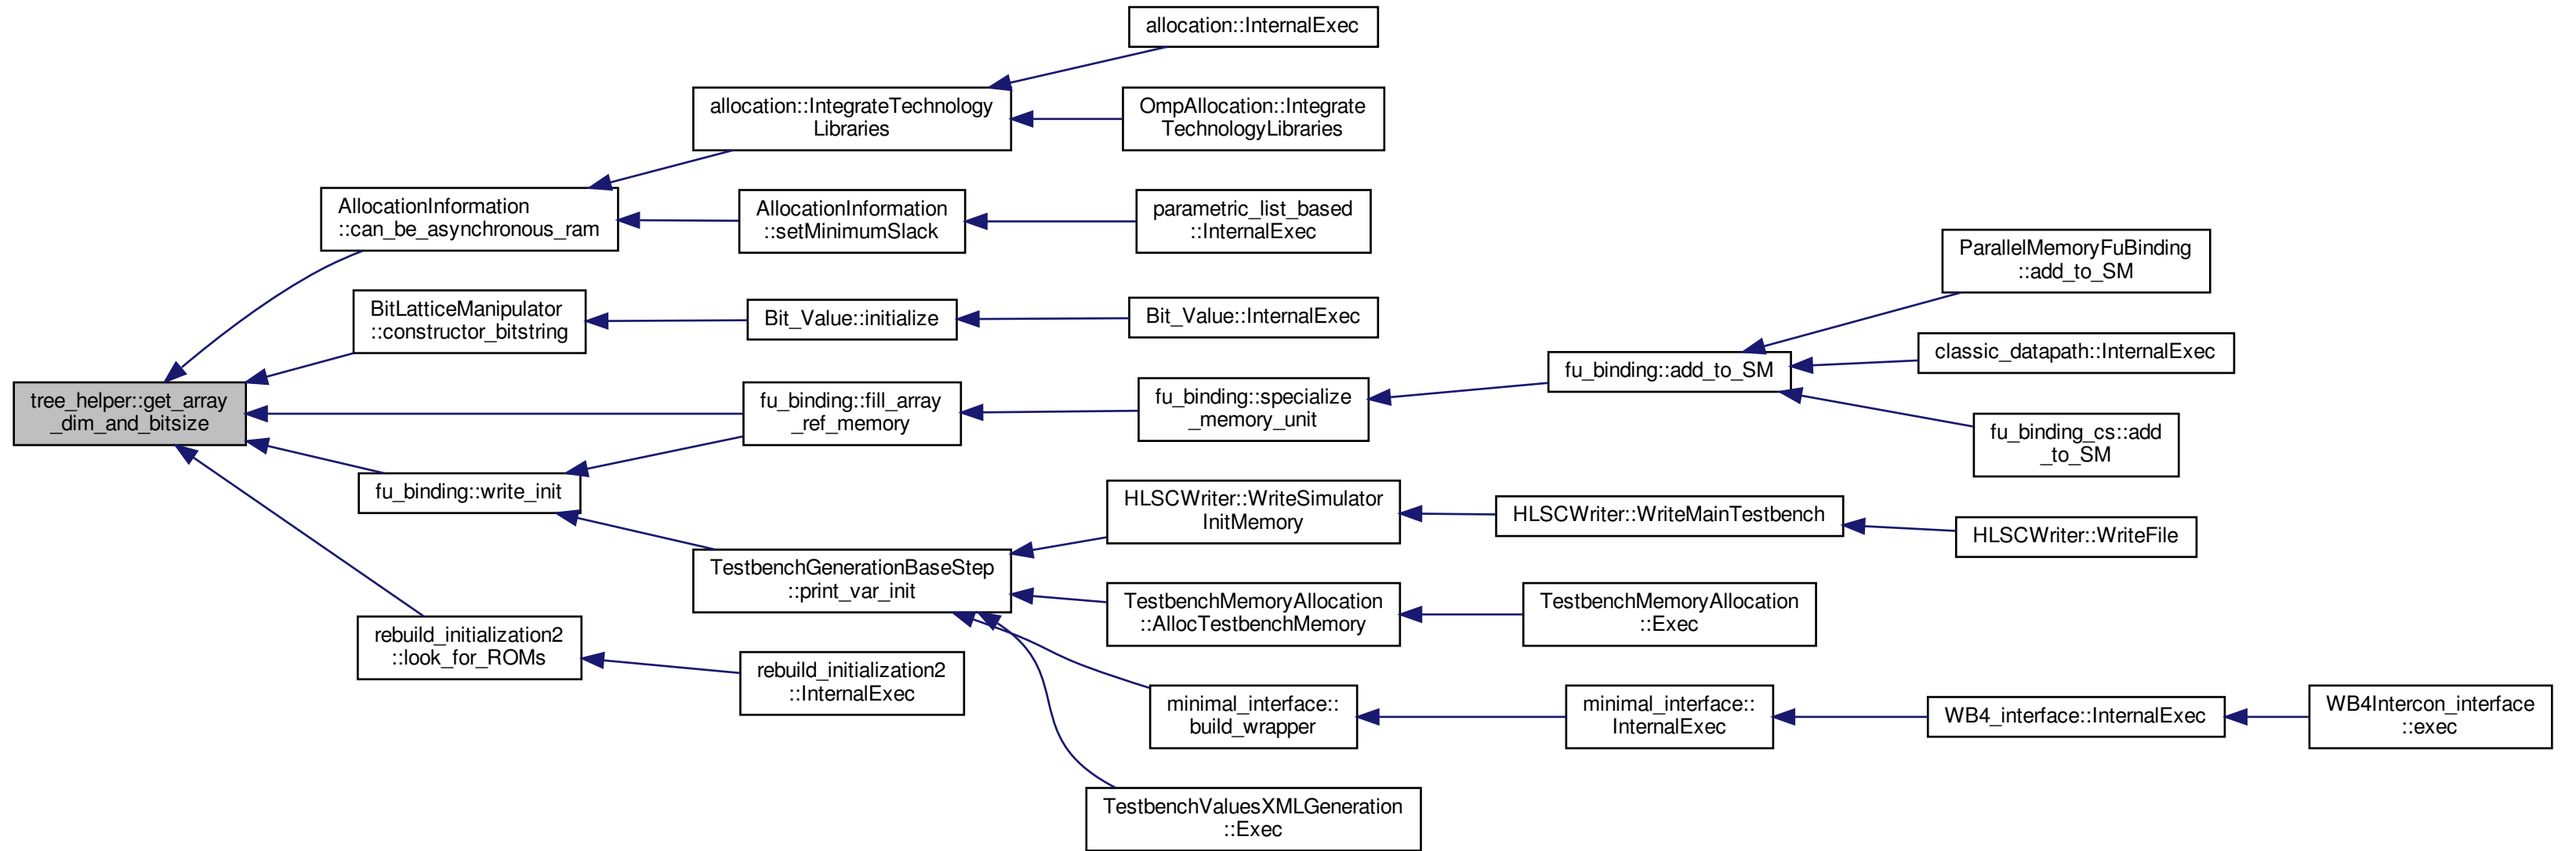 allocation::InternalExec
allocation::IntegrateTechnology
Libraries
OmpAllocation::Integrate
TechnologyLibraries
AllocationInformation
::can_be_asynchronous_ram
AllocationInformation
::setMinimumSlack
parametric_list_based
::InternalExec
BitLatticeManipulator
::constructor_bitstring
Bit_Value::initialize
Bit_Value::InternalExec
ParallelMemoryFuBinding
::add_to_SM
classic_datapath::InternalExec
fu_binding::add_to_SM
tree_helper::get_array
_dim_and_bitsize
fu_binding::fill_array
_ref_memory
fu_binding::specialize
_memory_unit
fu_binding_cs::add
_to_SM
fu_binding::write_init
HLSCWriter::WriteSimulator
InitMemory
HLSCWriter::WriteMainTestbench
HLSCWriter::WriteFile
TestbenchGenerationBaseStep
::print_var_init
TestbenchMemoryAllocation
::AllocTestbenchMemory
TestbenchMemoryAllocation
::Exec
rebuild_initialization2
::look_for_ROMs
rebuild_initialization2
::InternalExec
minimal_interface::
build_wrapper
minimal_interface::
InternalExec
WB4_interface::InternalExec
WB4Intercon_interface
::exec
TestbenchValuesXMLGeneration
::Exec